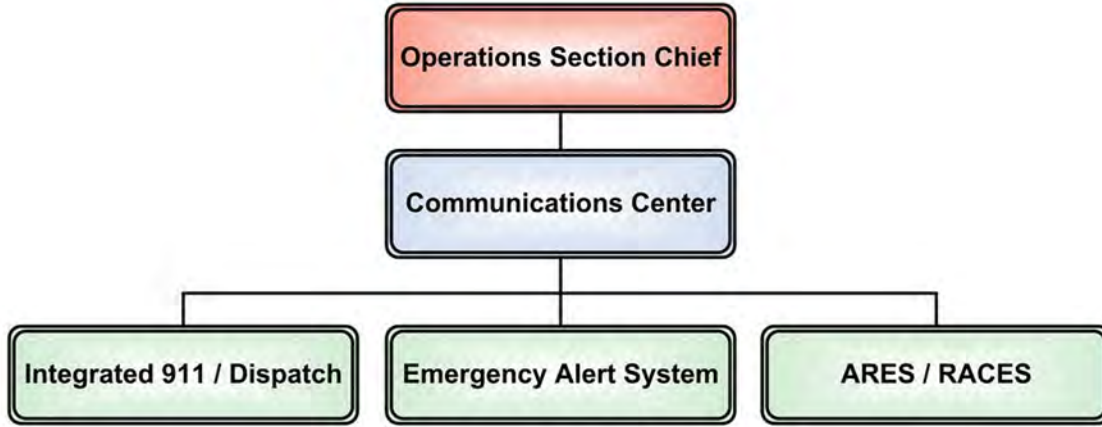 Operations Section Chief
Communications Center
Integrated 911 / Dispatch
Emergency Alert System
ARES / RACES